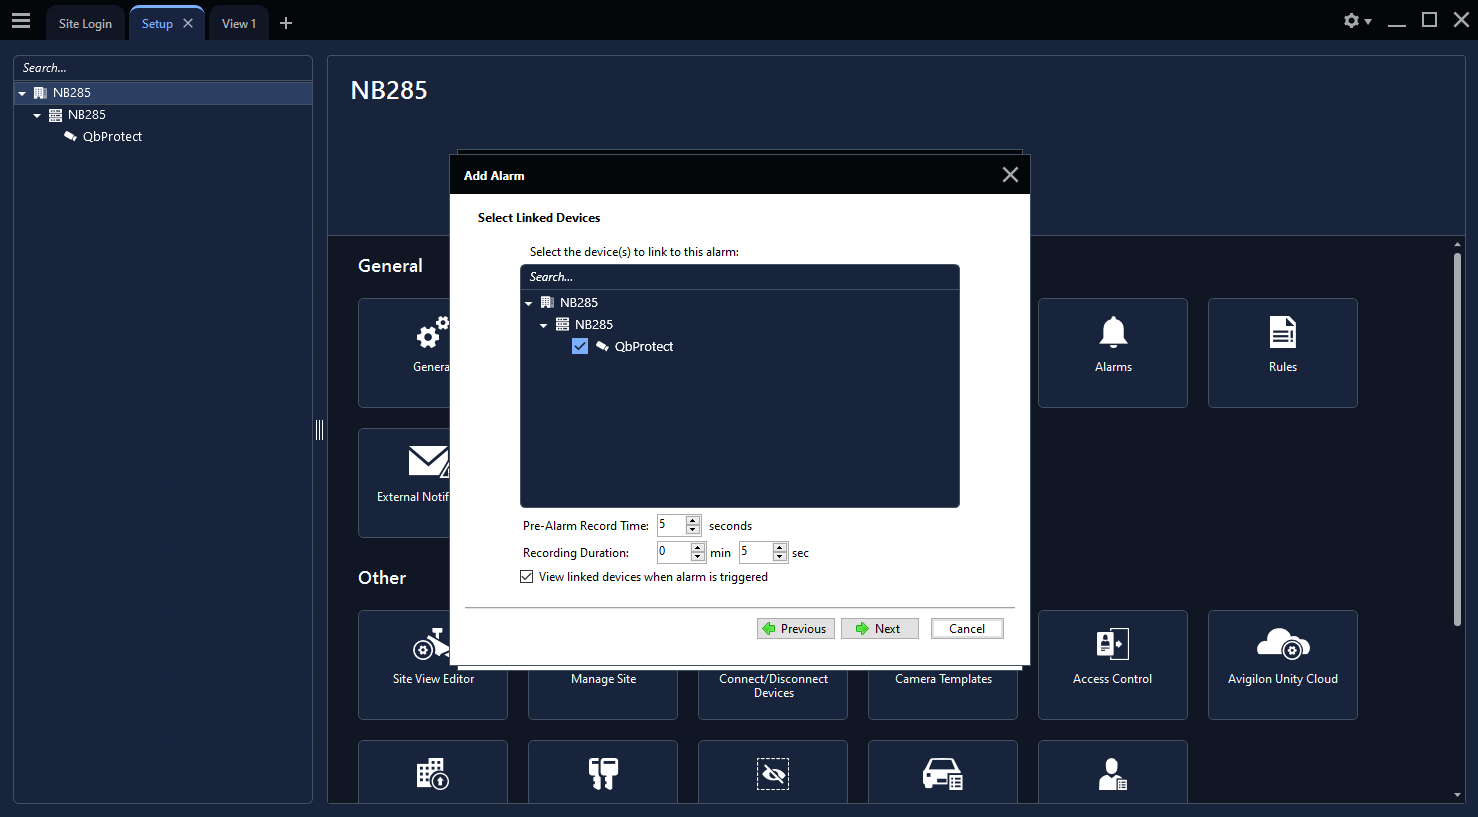 Site Login
Setup
View 1
Search...
NB285
NB285
QbProtect
NB285
Add Alarm
Select Linked Devices
Select the device(s) to link to this alarm:
Search...
NB285
NB285
QbProtect
Pre-Alarm Record Time: 5 seconds
Recording Duration: 0 min 5 sec
View linked devices when alarm is triggered
Previous
Next
Cancel
General
Genera
Alarms
Rules
External Notif
Other
Site View Editor
Manage Site
Connect/Disconnect
Devices
Camera Templates
Access Control
Avigilon Unity Cloud